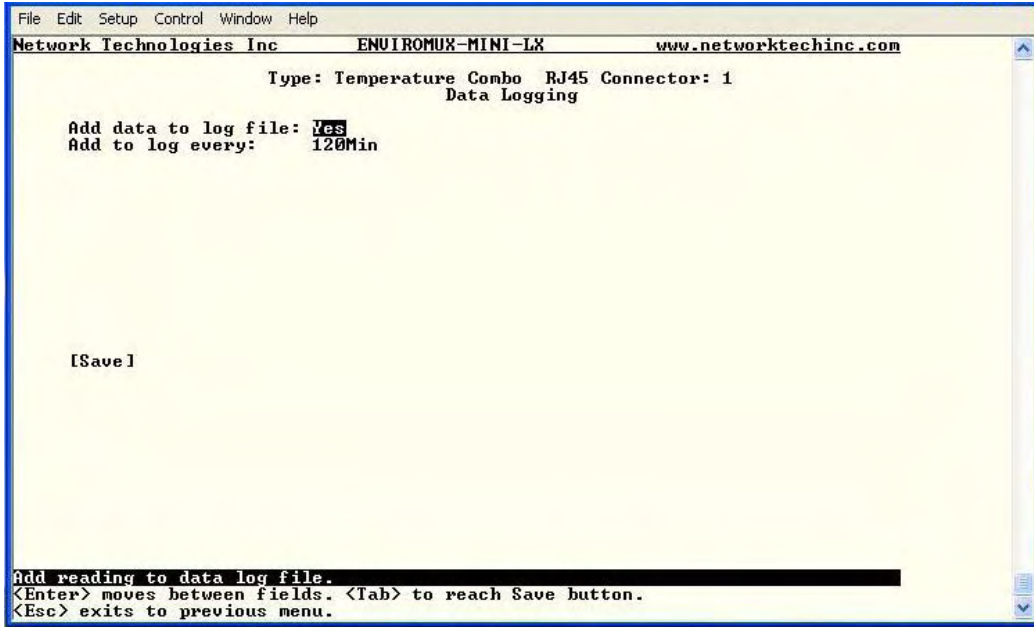 File Edit Setup Control Window Help
Network Technologies Inc ENVIROMUX-MINI-LX www.networktechinc.com
Type: Temperature Combo RJ45 Connector: 1
Data Logging
Add data to log file: Yes
Add to log every: 120Min
[Save]
Add reading to data log file.
<Enter> moves between fields. <Tab> to reach Save button.
<Esc> exits to previous menu.